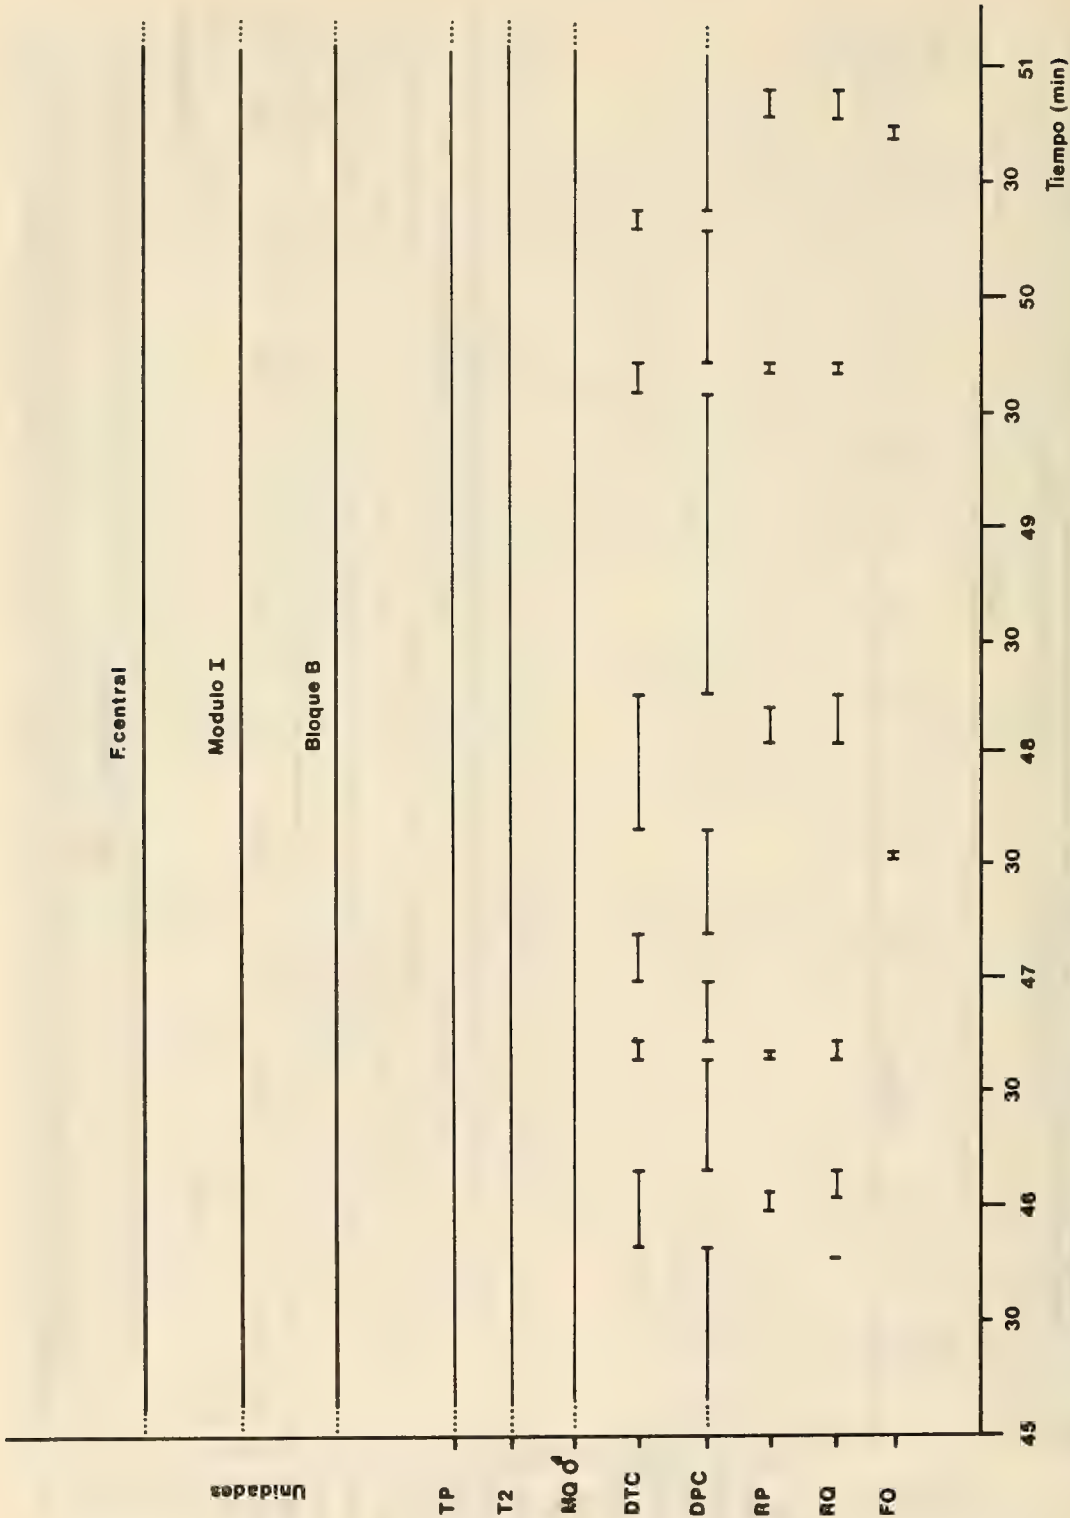 F. central
Modulo I
Bloque B
Unidades
TP
T2
MQ ♂
DTC
DPC
RP
RQ
FO
45
30
46
30
47
30
48
30
49
30
50
30
51
Tiempo (min)